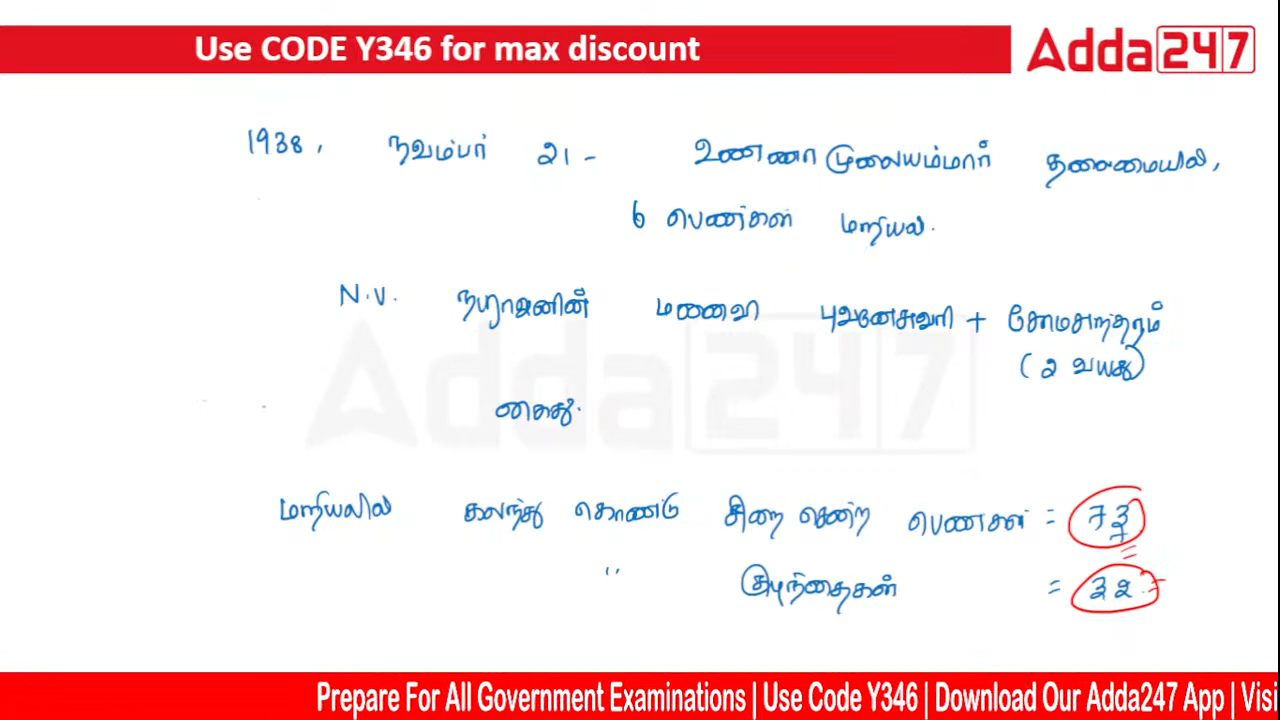 Use CODE Y346 for max discount
Adda247
1938, நவம்பர் 21 - உண்ணாமுலையம்மார் தலைமையில்,
6 பெண்கள் மறியல்.
N.V. நடராஜனின் மனைவி புவனேசுவரி + சோமசுந்தரம்
(2 வயது)
கைது.
மறியலில் கலந்து கொண்டு சிறை சென்ற பெண்கள் = 73
" குழந்தைகள் = 32
Adda247
Prepare For All Government Examinations | Use Code Y346 | Download Our Adda247 App | Visi